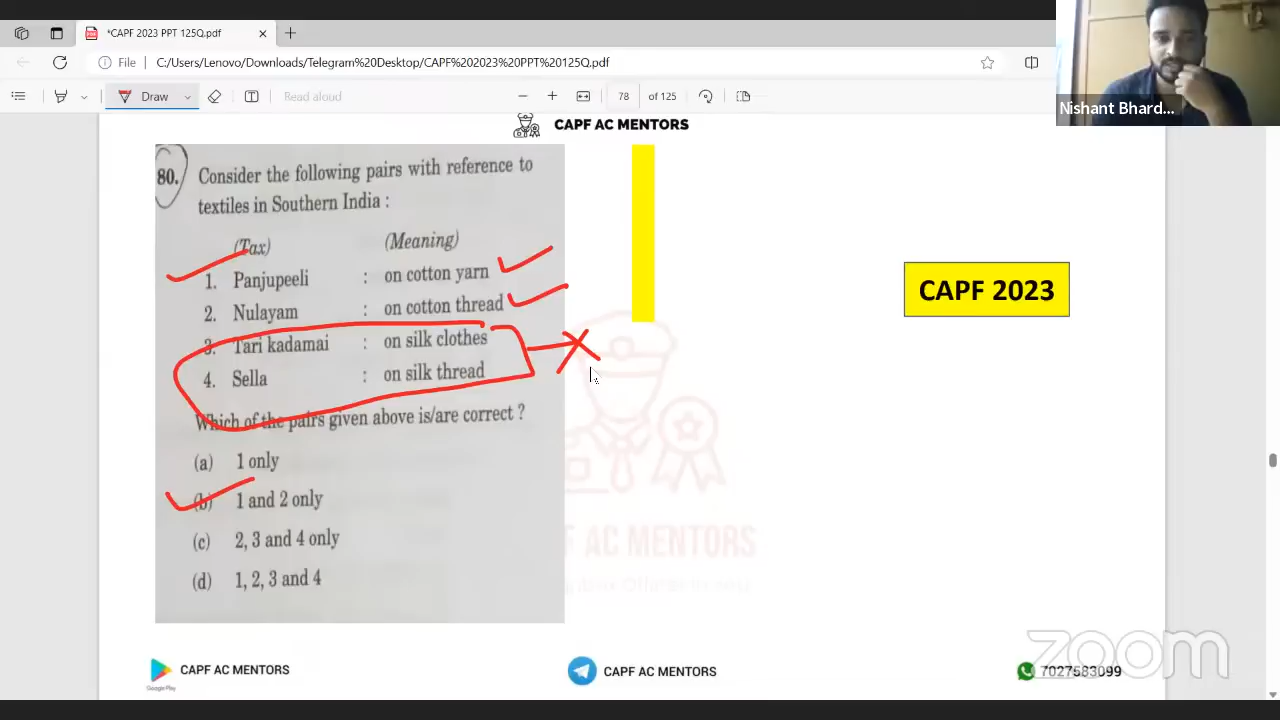 *CAPF 2023 PPT 125Q.pdf
File
C:/Users/Lenovo/Downloads/Telegram%20Desktop/CAPF%202023%20PPT%20125Q.pdf
Draw
Read aloud
78
of 125
Nishant Bhard...
CAPF AC MENTORS
80. Consider the following pairs with reference to
textiles in Southern India :
(Tax) (Meaning)
1. Panjupeeli : on cotton yarn
2. Nulayam : on cotton thread
3. Tari kadamai : on silk clothes
4. Sella : on silk thread
Which of the pairs given above is/are correct ?
(a) 1 only
(b) 1 and 2 only
(c) 2, 3 and 4 only
(d) 1, 2, 3 and 4
CAPF 2023
AC MENTORS
Google Play
CAPF AC MENTORS
CAPF AC MENTORS
7027583099
zoom